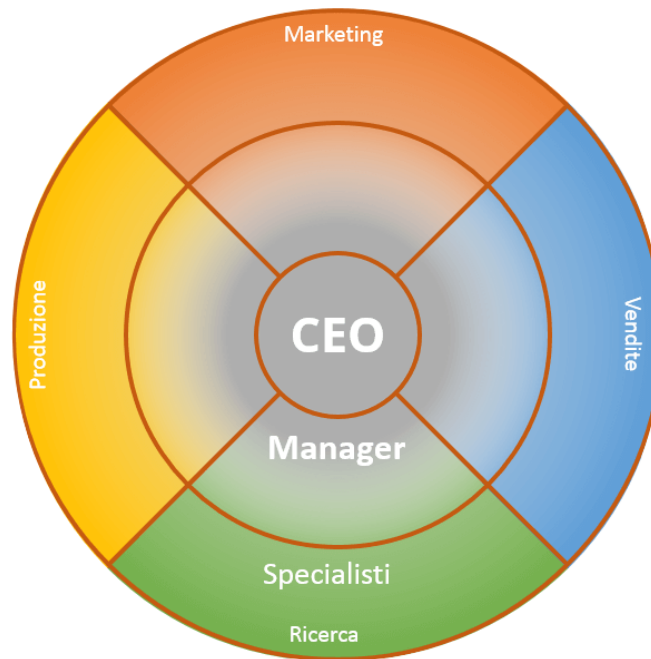 Marketing
Produzione
Vendite
CEO
Manager
Specialisti
Ricerca